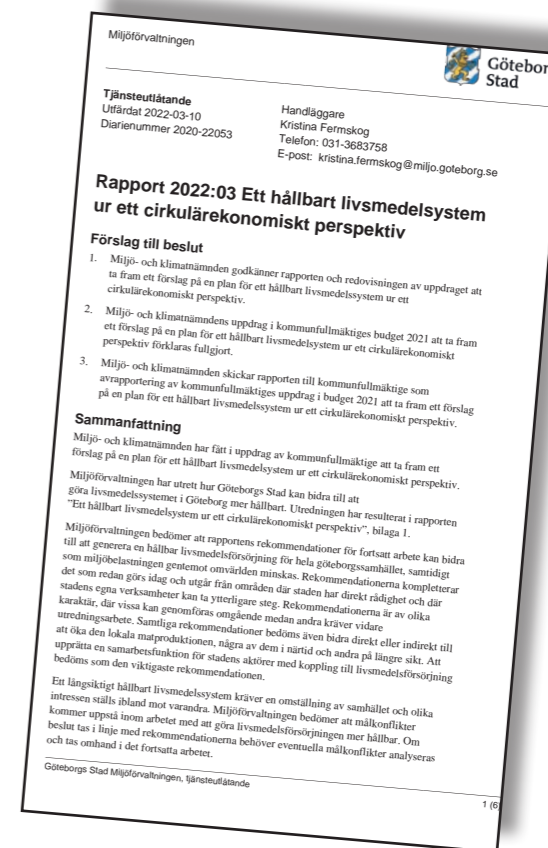 Miljöförvaltningen
Götebor
Stad
Tjänsteutlåtande
Utfärdat 2022-03-10
Diarienummer 2020-22053
Handläggare
Kristina Fermskog
Telefon: 031-3683758
E-post: kristina.fermskog@miljo.goteborg.se
Rapport 2022:03 Ett hållbart livsmedelsystem
ur ett cirkulärekonomiskt perspektiv
Förslag till beslut
1. Miljö- och klimatnämnden godkänner rapporten och redovisningen av uppdraget att
ta fram ett förslag på en plan för ett hållbart livsmedelssystem ur ett
cirkulärekonomiskt perspektiv.
2. Miljö- och klimatnämndens uppdrag i kommunfullmäktiges budget 2021 att ta fram
ett förslag på en plan för ett hållbart livsmedelsystem ur ett cirkulärekonomiskt
perspektiv förklaras fullgjort.
3. Miljö- och klimatnämnden skickar rapporten till kommunfullmäktige som
avrapportering av kommunfullmäktiges uppdrag i budget 2021 att ta fram ett förslag
på en plan för ett hållbart livsmedelssystem ur ett cirkulärekonomiskt perspektiv.
Sammanfattning
Miljö- och klimatnämnden har fått i uppdrag av kommunfullmäktige att ta fram ett
förslag på en plan för ett hållbart livsmedelsystem ur ett cirkulärekonomiskt perspektiv.
Miljöförvaltningen har utrett hur Göteborgs Stad kan bidra till att
göra livsmedelssystemet i Göteborg mer hållbart. Utredningen har resulterat i rapporten
"Ett hållbart livsmedelsystem ur ett cirkulärekonomiskt perspektiv", bilaga 1.
Miljöförvaltningen bedömer att rapportens rekommendationer för fortsatt arbete kan bidra
till att generera en hållbar livsmedelsförsörjning för hela göteborgssamhället, samtidigt
som miljöbelastningen gentemot omvärlden minskas. Rekommendationerna kompletterar
det som redan görs idag och utgår från områden där staden har direkt rådighet och där
stadens egna verksamheter kan ta ytterligare steg. Rekommendationerna är av olika
karaktär, där vissa kan genomföras omgående medan andra kräver vidare
utredningsarbete. Samtliga rekommendationer bedöms även bidra direkt eller indirekt till
att öka den lokala matproduktionen, några av dem i närtid och andra på längre sikt. Att
upprätta en samarbetsfunktion för stadens aktörer med koppling till livsmedelsförsörjning
bedöms som den viktigaste rekommendationen.
Ett långsiktigt hållbart livsmedelssystem kräver en omställning av samhället och olika
intressen ställs ibland mot varandra. Miljöförvaltningen bedömer att målkonflikter
kommer uppstå inom arbetet med att göra livsmedelsförsörjningen mer hållbar. Om
beslut tas i linje med rekommendationerna behöver eventuella målkonflikter analyseras
och tas omhand i det fortsatta arbetet.
Göteborgs Stad Miljöförvaltningen, tjänsteutlåtande
1 (6)